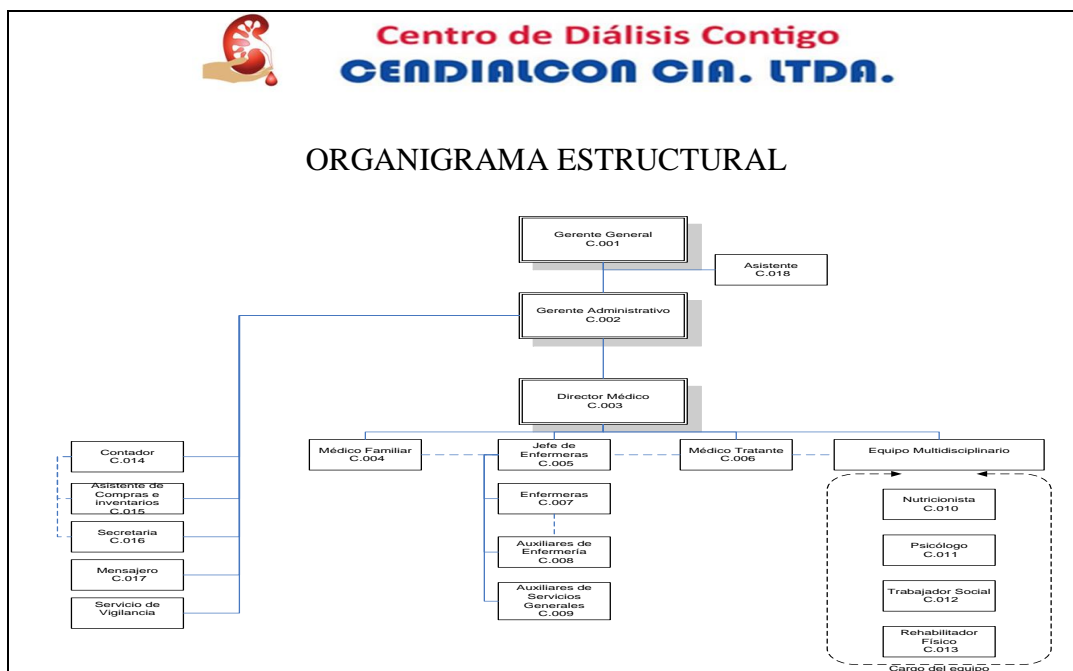 Centro de Diálisis Contigo
CENDIALCON CIA. LTDA.
ORGANIGRAMA ESTRUCTURAL
Gerente General
C.001
Asistente
C.018
Gerente Administrativo
C.002
Director Médico
C.003
Médico Familiar
C.004
Jefe de
Enfermeras
C.005
Médico Tratante
C.006
Equipo Multidisciplinario
Contador
C.014
Asistente de
Compras e
inventarios
C.015
Secretaria
C.016
Mensajero
C.017
Servicio de
Vigilancia
Enfermeras
C.007
Auxiliares de
Enfermería
C.008
Auxiliares de
Servicios
Generales
C.009
Nutricionista
C.010
Psicólogo
C.011
Trabajador Social
C.012
Rehabilitador
Físico
C.013
Cargo del equipo